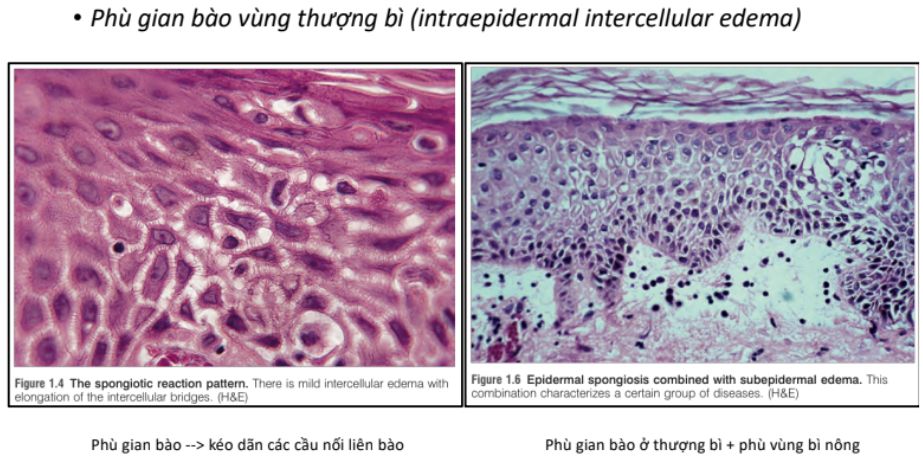 • Phù gian bào vùng thượng bì (intraepidermal intercellular edema)
Figure 1.4 The spongiotic reaction pattern. There is mild intercellular edema with
elongation of the intercellular bridges. (H&E)
Figure 1.6 Epidermal spongiosis combined with subepidermal edema. This
combination characterizes a certain group of diseases. (H&E)
Phù gian bào --> kéo dãn các cầu nối liên bào
Phù gian bào ở thượng bì + phù vùng bì nông